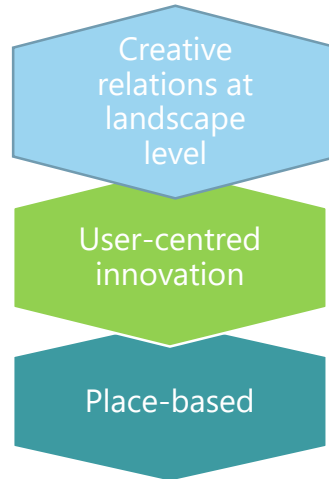 Creative
relations at
landscape
level
User-centred
innovation
Place-based